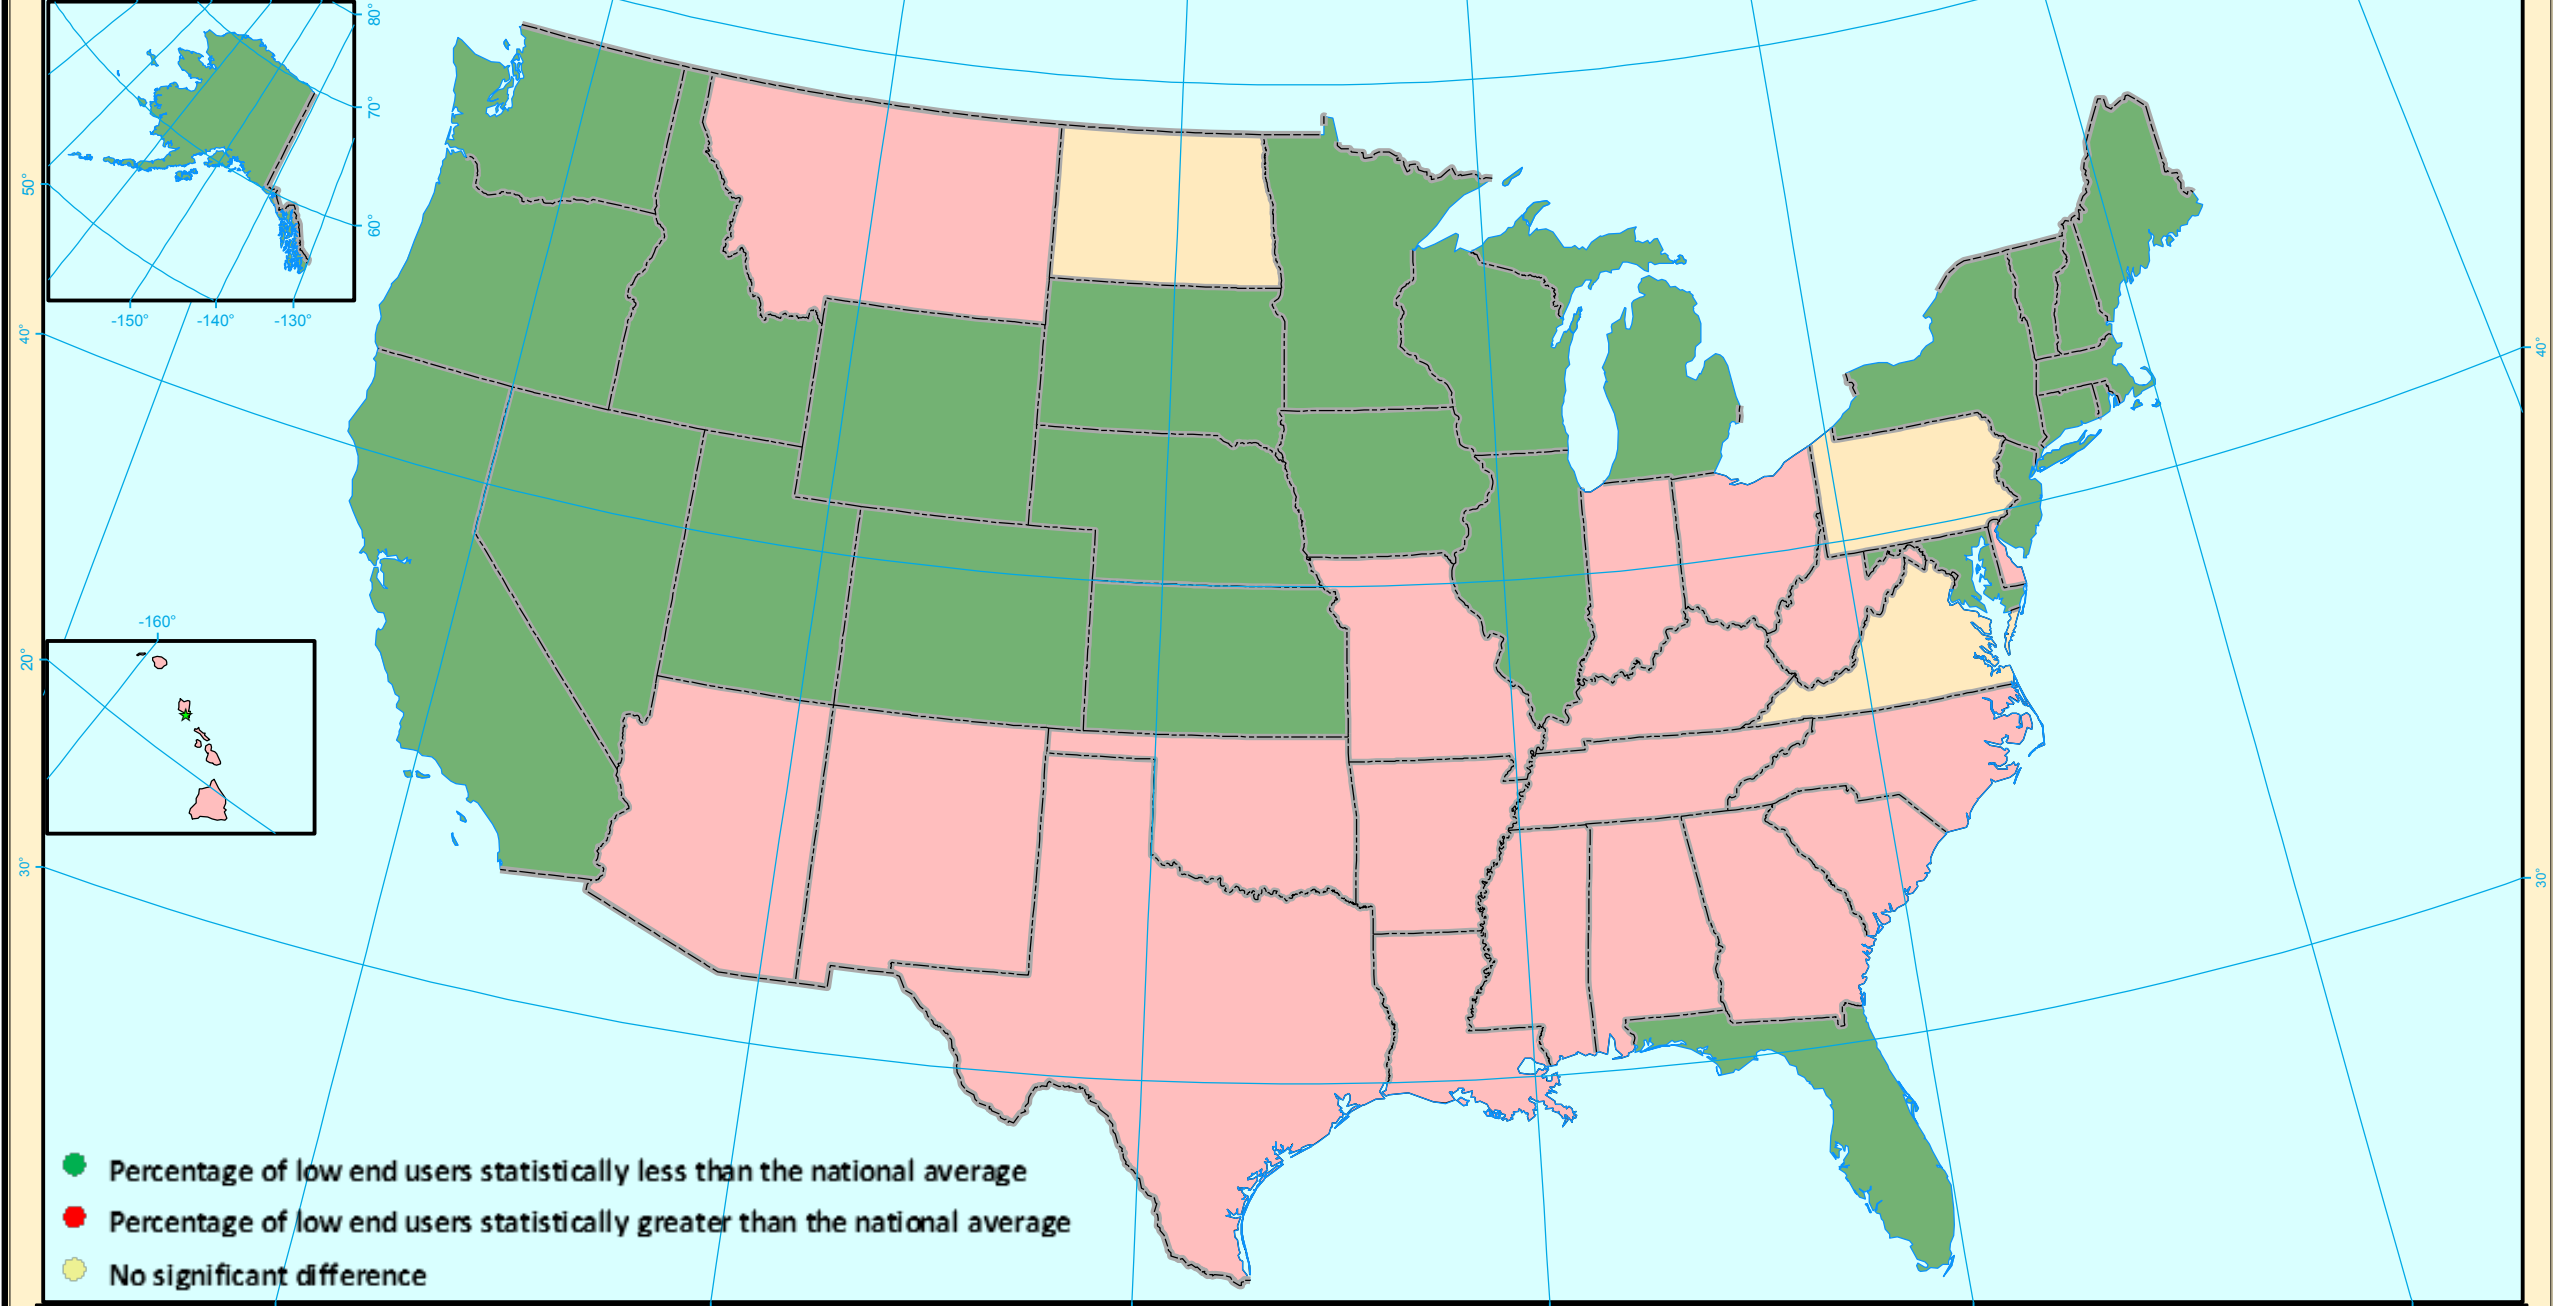 80°
70°
60°
50°
-150° -140° -130°
40°
40°
-160°
20°
30°
30°
Percentage of low end users statistically less than the national average
Percentage of low end users statistically greater than the national average
No significant difference